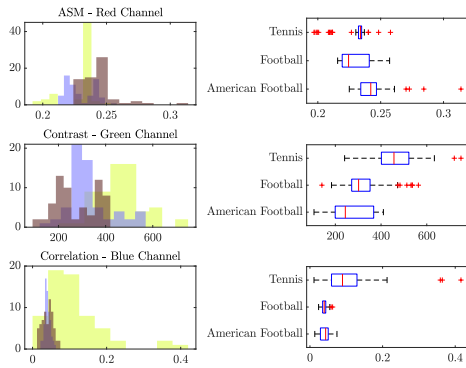 ASM - Red Channel
40
20
0
0.2
0.25
0.3
Tennis
Football
American Football
0.2
0.25
0.3
Contrast - Green Channel
20
10
0
200
400
600
Tennis
Football
American Football
200
400
600
Correlation - Blue Channel
20
10
0
0
0.2
0.4
Tennis
Football
American Football
0
0.2
0.4